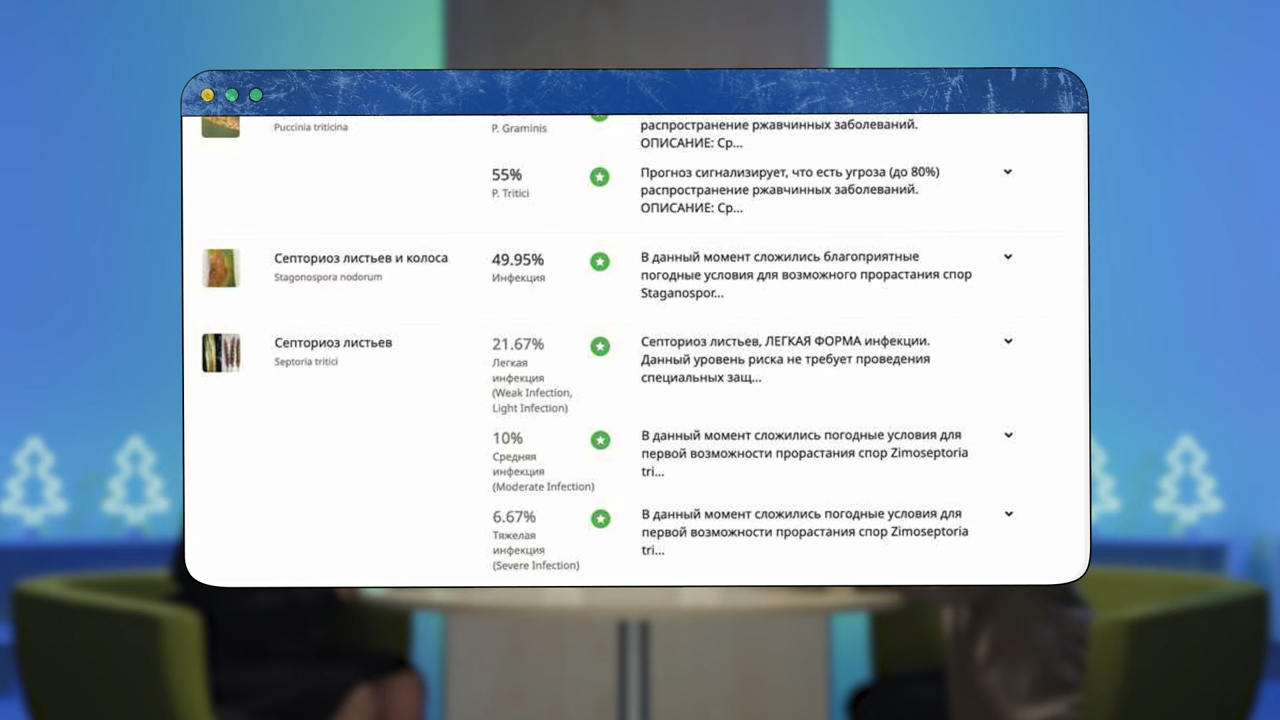 Puccinia triticina
P. Graminis
распространение ржавчинных заболеваний.
ОПИСАНИЕ: Ср...
55%
P. Tritici
Прогноз сигнализирует, что есть угроза (до 80%)
распространение ржавчинных заболеваний.
ОПИСАНИЕ: Ср...
Септориоз листьев и колоса
Stagonospora nodorum
49.95%
Инфекция
В данный момент сложились благоприятные
погодные условия для возможного прорастания спор
Staganospor...
Септориоз листьев
Septoria tritici
21.67%
Легкая
инфекция
(Weak Infection,
Light Infection)
Септориоз листьев, ЛЕГКАЯ ФОРМА инфекции.
Данный уровень риска не требует проведения
специальных защ...
10%
Средняя
инфекция
(Moderate Infection)
В данный момент сложились погодные условия для
первой возможности прорастания спор Zimoseptoria
tri...
6.67%
Тяжелая
инфекция
(Severe Infection)
В данный момент сложились погодные условия для
первой возможности прорастания спор Zimoseptoria
tri...